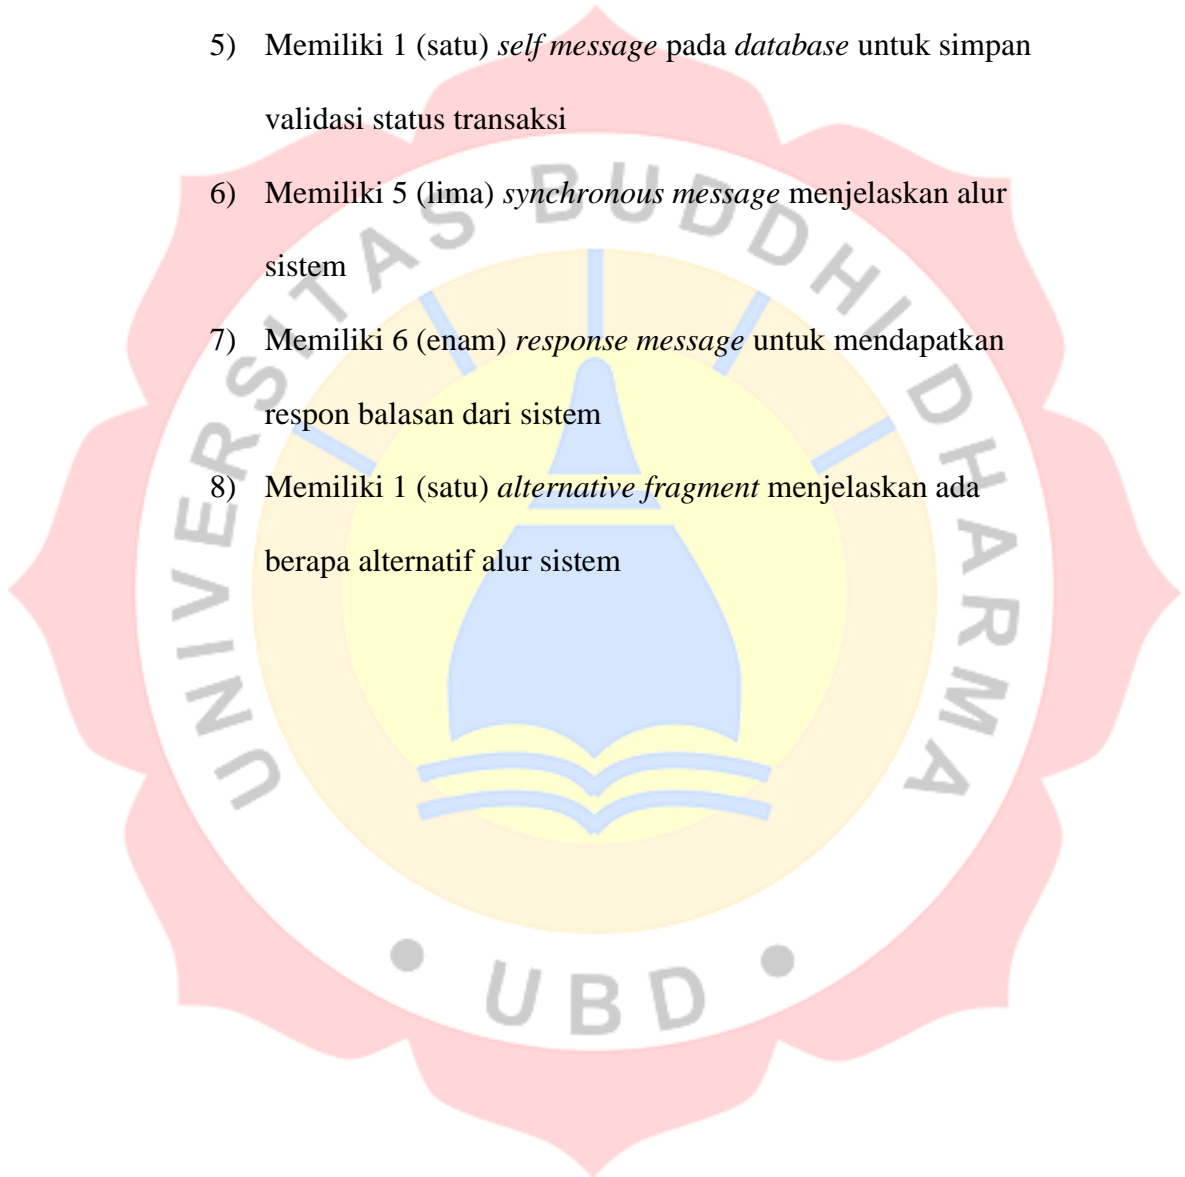 5) Memiliki 1 (satu) self message pada database untuk simpan
validasi status transaksi
6) Memiliki 5 (lima) synchronous message menjelaskan alur
sistem
7) Memiliki 6 (enam) response message untuk mendapatkan
respon balasan dari sistem
8) Memiliki 1 (satu) alternative fragment menjelaskan ada
berapa alternatif alur sistem
UNIVERSITAS BUDDHI DHARMA
• UBD •